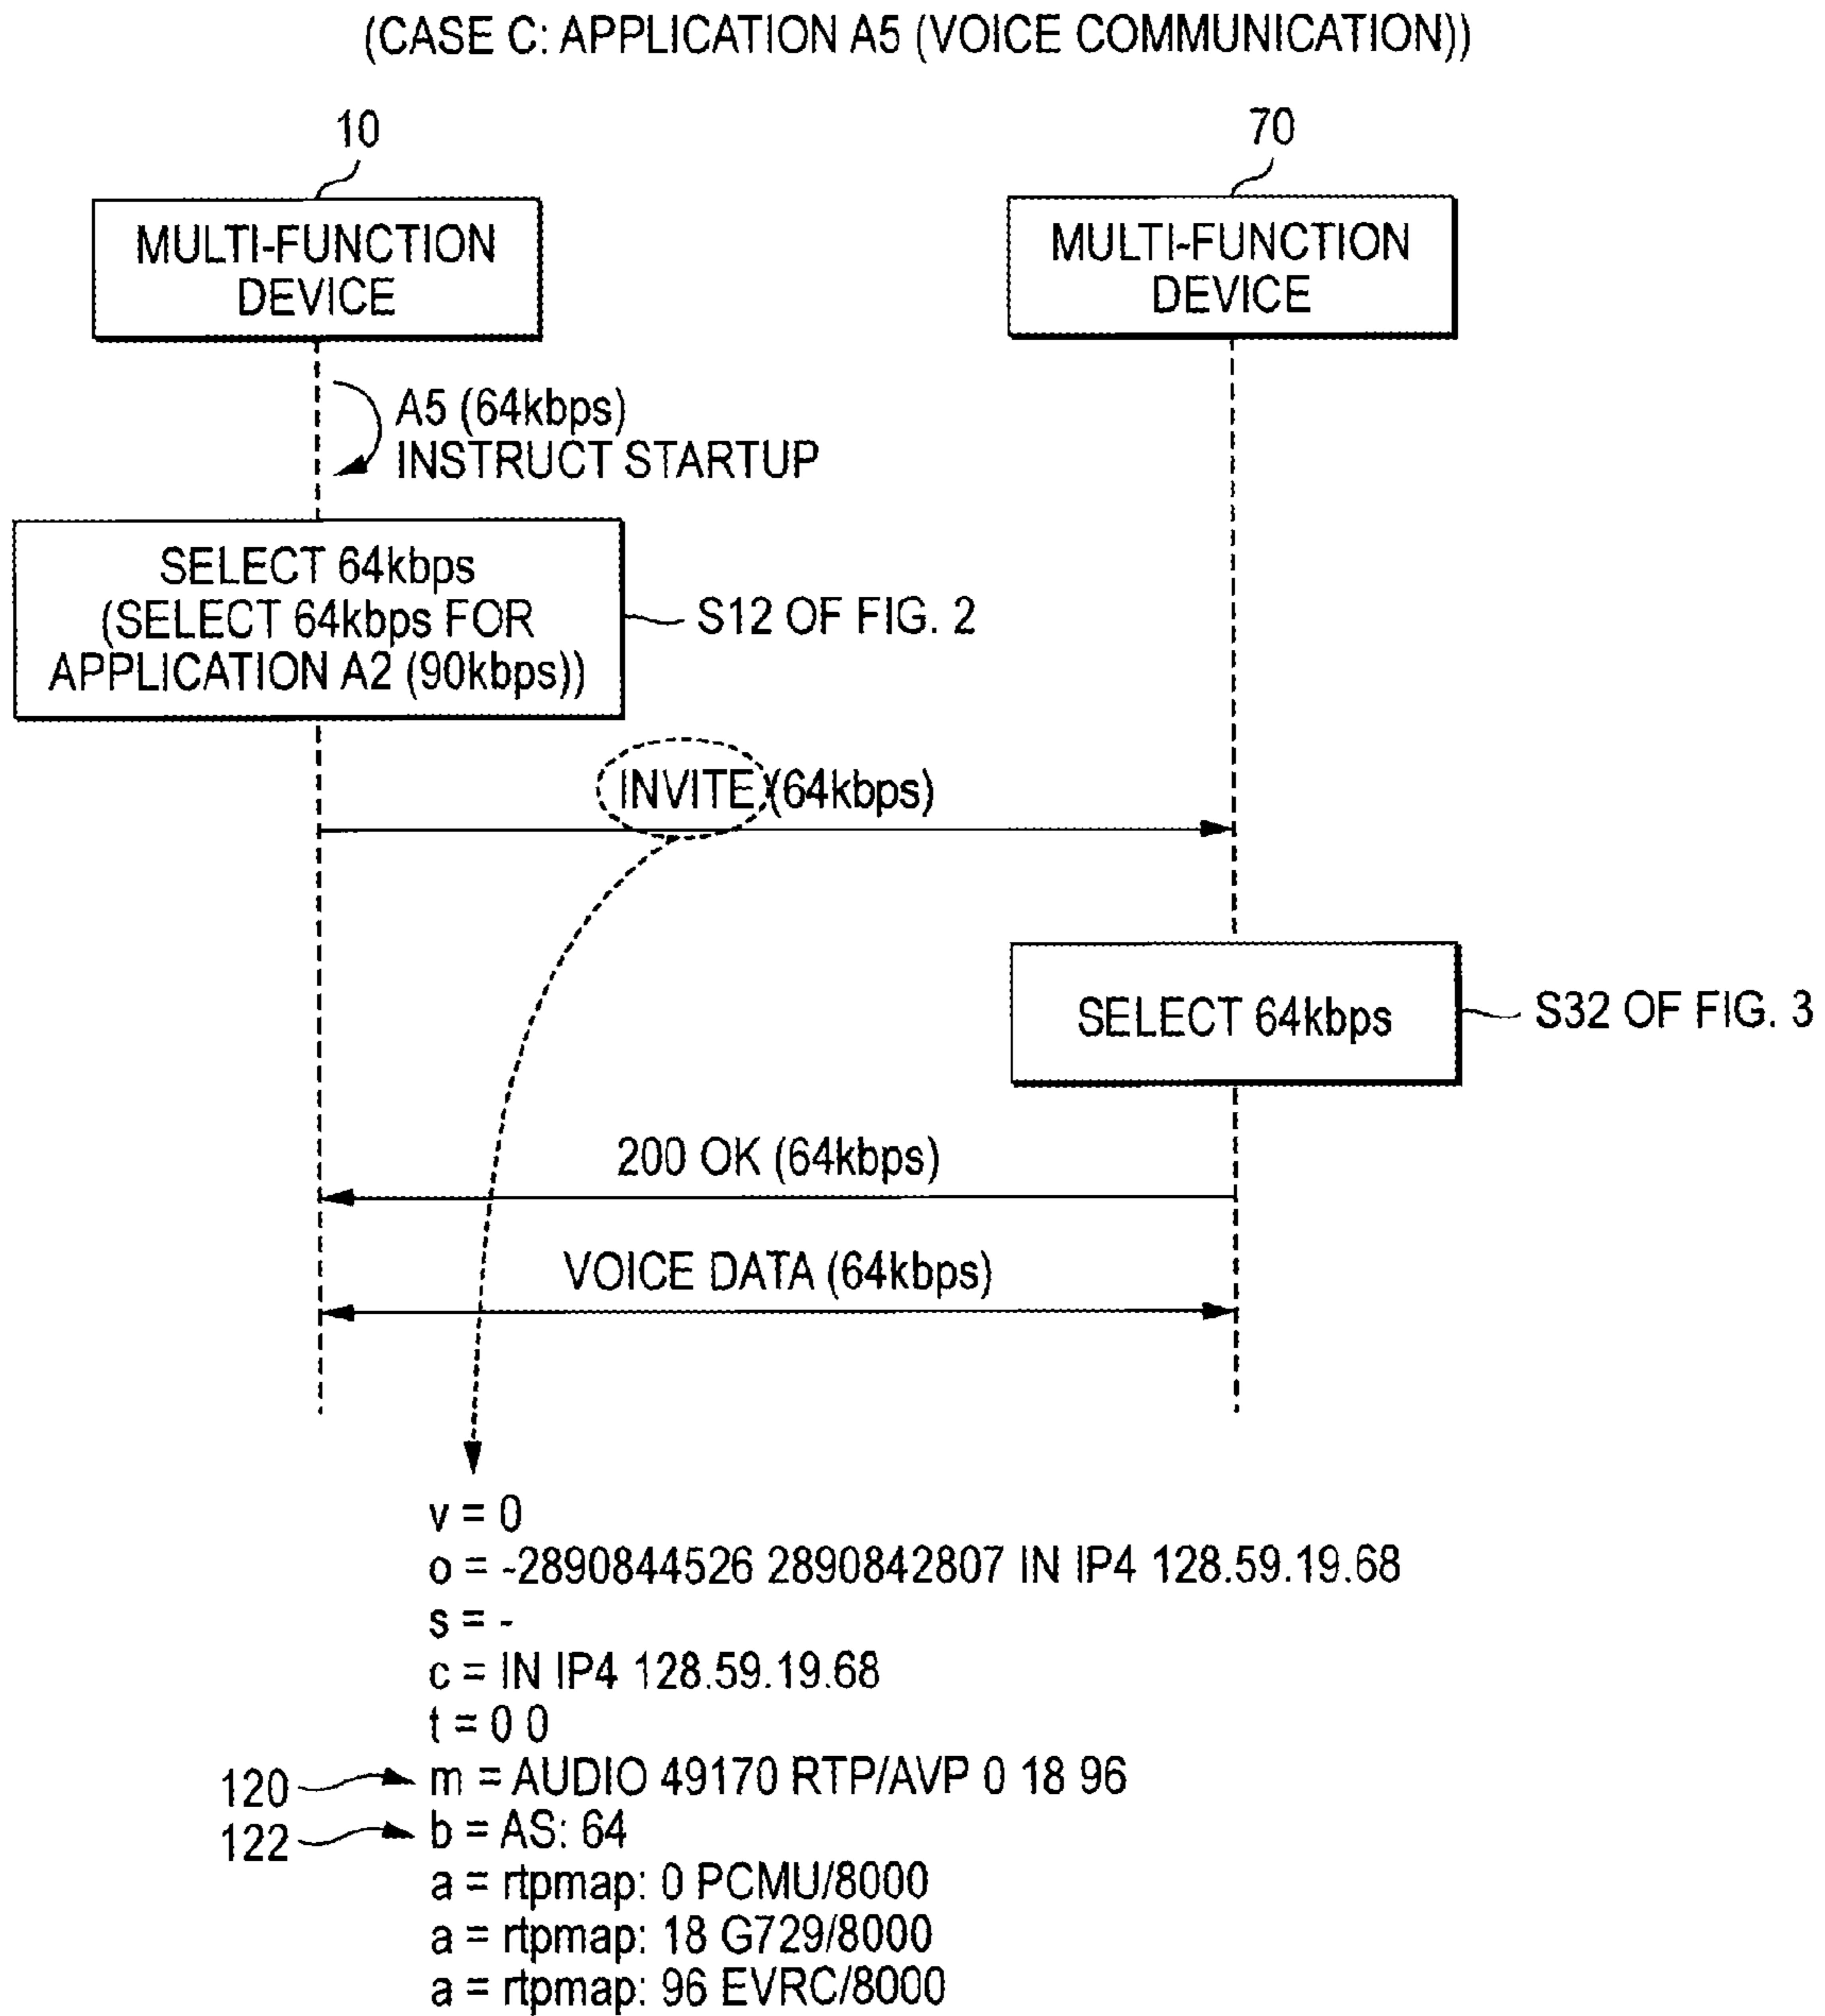 (CASE C: APPLICATION A5 (VOICE COMMUNICATION))
10
70
MULTI-FUNCTION
DEVICE
MULTI-FUNCTION
DEVICE
A5 (64kbps)
INSTRUCT STARTUP
SELECT 64kbps
(SELECT 64kbps FOR
APPLICATION A2 (90kbps))
S12 OF FIG. 2
INVITE (64kbps)
SELECT 64kbps
S32 OF FIG. 3
200 OK (64kbps)
VOICE DATA (64kbps)
v = 0
o = -2890844526 2890842807 IN IP4 128.59.19.68
s = -
c = IN IP4 128.59.19.68
t = 0 0
120 m = AUDIO 49170 RTP/AVP 0 18 96
122 b = AS: 64
a = rtpmap: 0 PCMU/8000
a = rtpmap: 18 G729/8000
a = rtpmap: 96 EVRC/8000